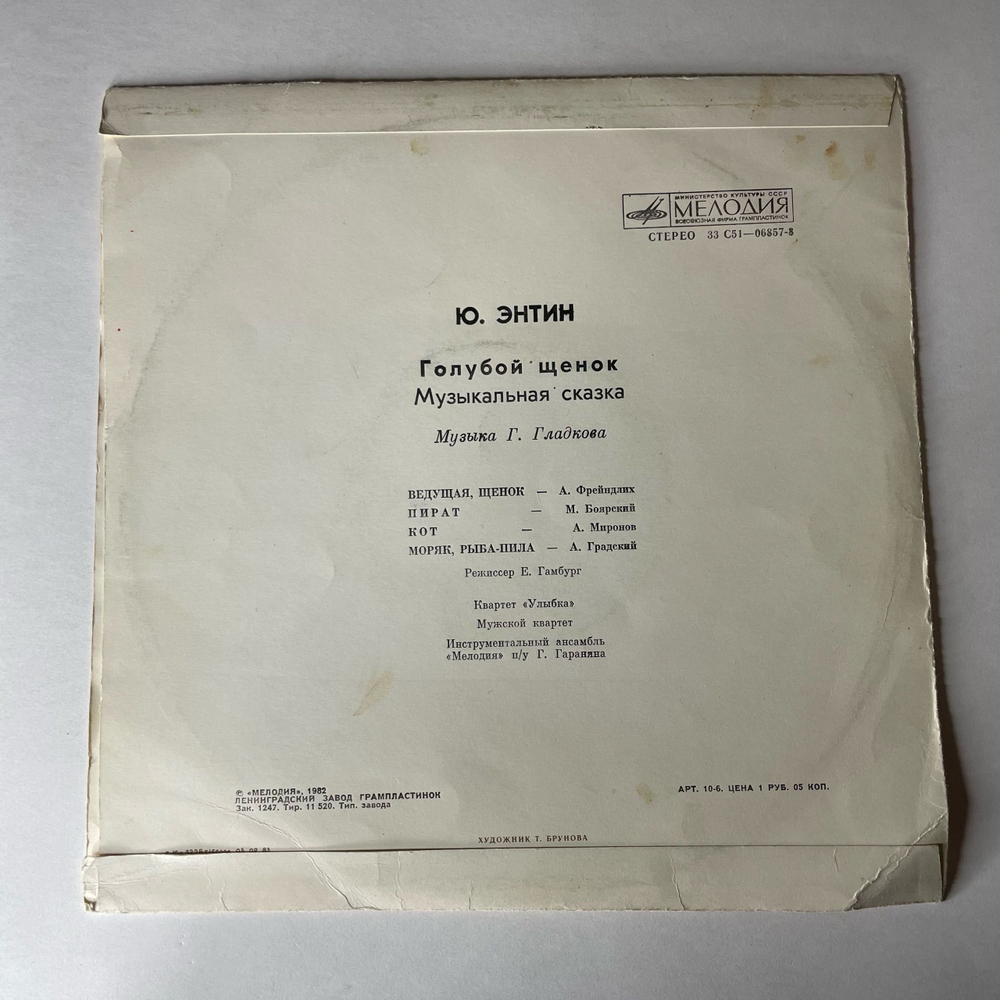 МИНИСТЕРСТВО КУЛЬТУРЫ СССР
МЕЛОДИЯ
ВСЕСОЮЗНАЯ ФИРМА ГРАМПЛАСТИНОК
СТЕРЕО 33 С51—06857-8
Ю. ЭНТИН
Голубой щенок
Музыкальная сказка
Музыка Г. Гладкова
ВЕДУЩАЯ, ЩЕНОК — А. Фрейндлих
ПИРАТ — М. Боярский
КОТ — А. Миронов
МОРЯК, РЫБА-ПИЛА — А. Градский
Режиссер Е. Гамбург
Квартет «Улыбка»
Мужской квартет
Инструментальный ансамбль
«Мелодия» п/у Г. Гараняна
℗ «МЕЛОДИЯ», 1982
ЛЕНИНГРАДСКИЙ ЗАВОД ГРАМПЛАСТИНОК
Зак. 1247. Тир. 11 520. Тип. завода
АРТ. 10-6. ЦЕНА 1 РУБ. 05 КОП.
ХУДОЖНИК Т. БРУНОВА